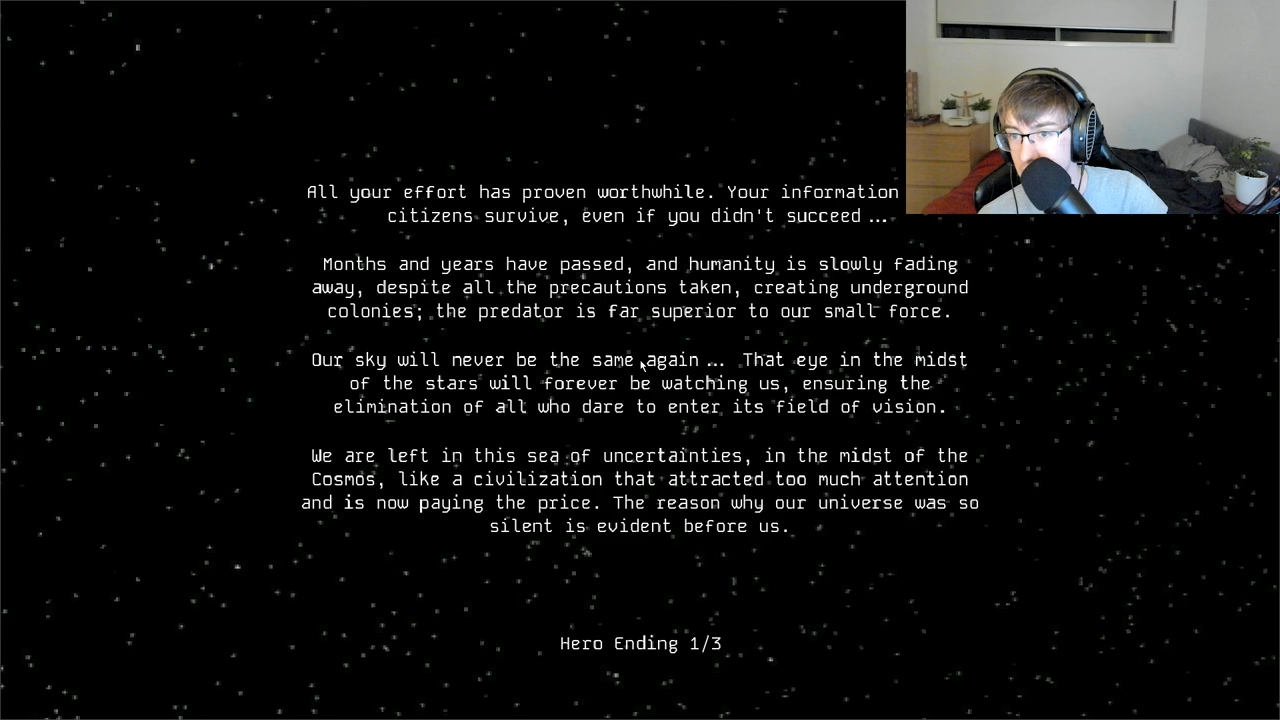 All your effort has proven worthwhile. Your information
citizens survive, even if you didn't succeed ...
Months and years have passed, and humanity is slowly fading
away, despite all the precautions taken, creating underground
colonies; the predator is far superior to our small force.
Our sky will never be the same again ... That eye in the midst
of the stars will forever be watching us, ensuring the
elimination of all who dare to enter its field of vision.
We are left in this sea of uncertainties, in the midst of the
Cosmos, like a civilization that attracted too much attention
and is now paying the price. The reason why our universe was so
silent is evident before us.
Hero Ending 1/3